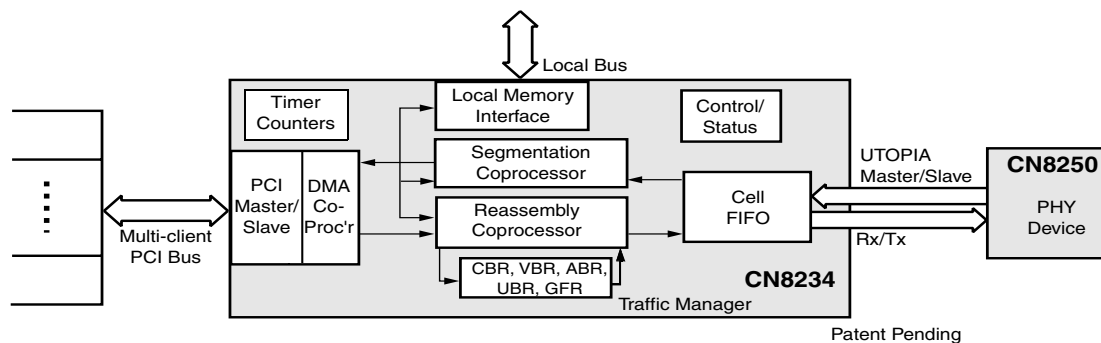 Local Bus
Timer
Counters
Local Memory
Interface
Control/
Status
Segmentation
Coprocessor
PCI
Master/
Slave
DMA
Co-
Proc'r
Reassembly
Coprocessor
Cell
FIFO
UTOPIA
Master/Slave
Rx/Tx
CN8250
PHY
Device
Multi-client
PCI Bus
CBR, VBR, ABR,
UBR, GFR
CN8234
Traffic Manager
Patent Pending